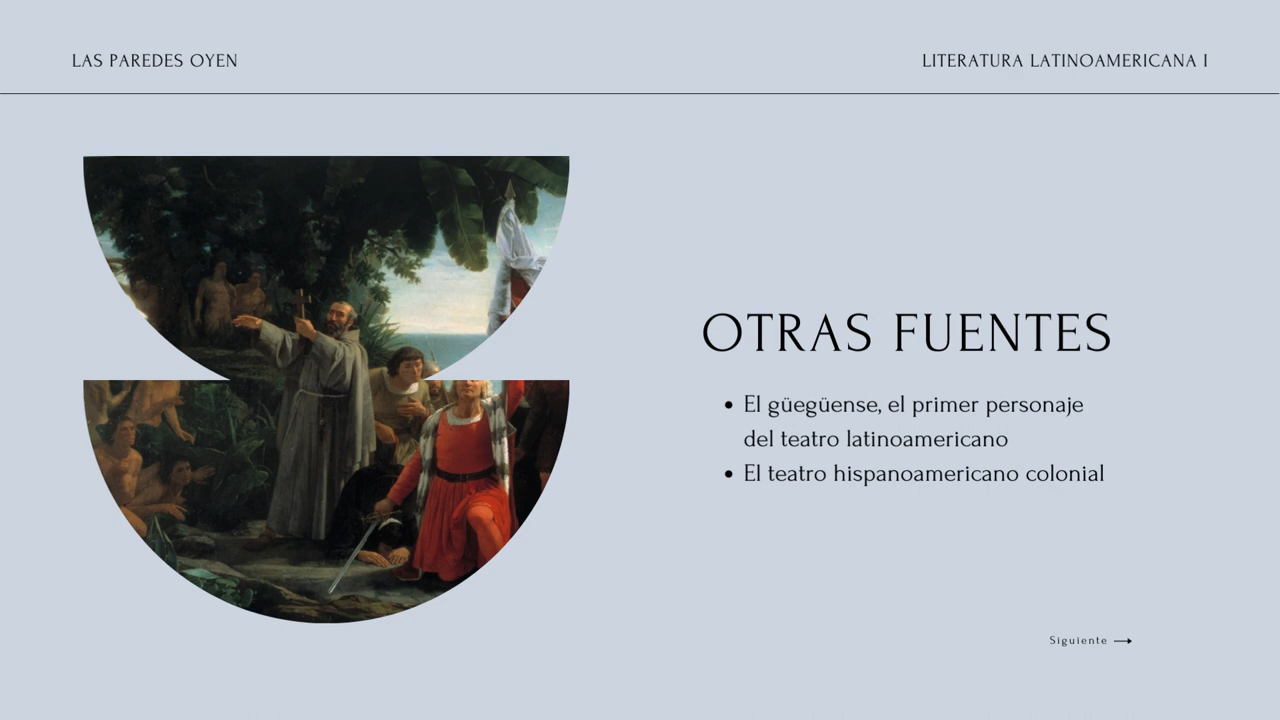 LAS PAREDES OYEN
LITERATURA LATINOAMERICANA I
OTRAS FUENTES
• El güegüense, el primer personaje
del teatro latinoamericano
• El teatro hispanoamericano colonial
Siguiente →